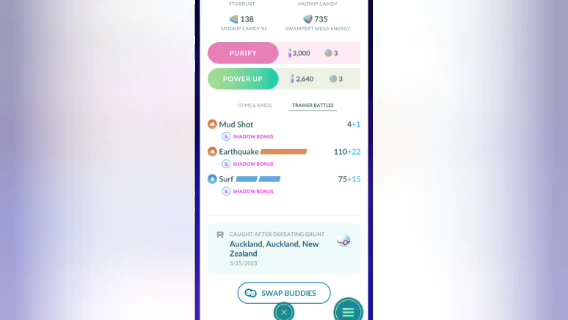 STARDUST
MUDKIP CANDY
138
735
MUDKIP CANDY XL
SWAMPERT MEGA ENERGY
PURIFY
3,000
3
POWER UP
2,640
3
GYMS & RAIDS
TRAINER BATTLES
Mud Shot
4+1
SHADOW BONUS
Earthquake
110+22
SHADOW BONUS
Surf
75+15
SHADOW BONUS
R
CAUGHT AFTER DEFEATING GRUNT
Auckland, Auckland, New
Zealand
3/25/2023
SWAP BUDDIES